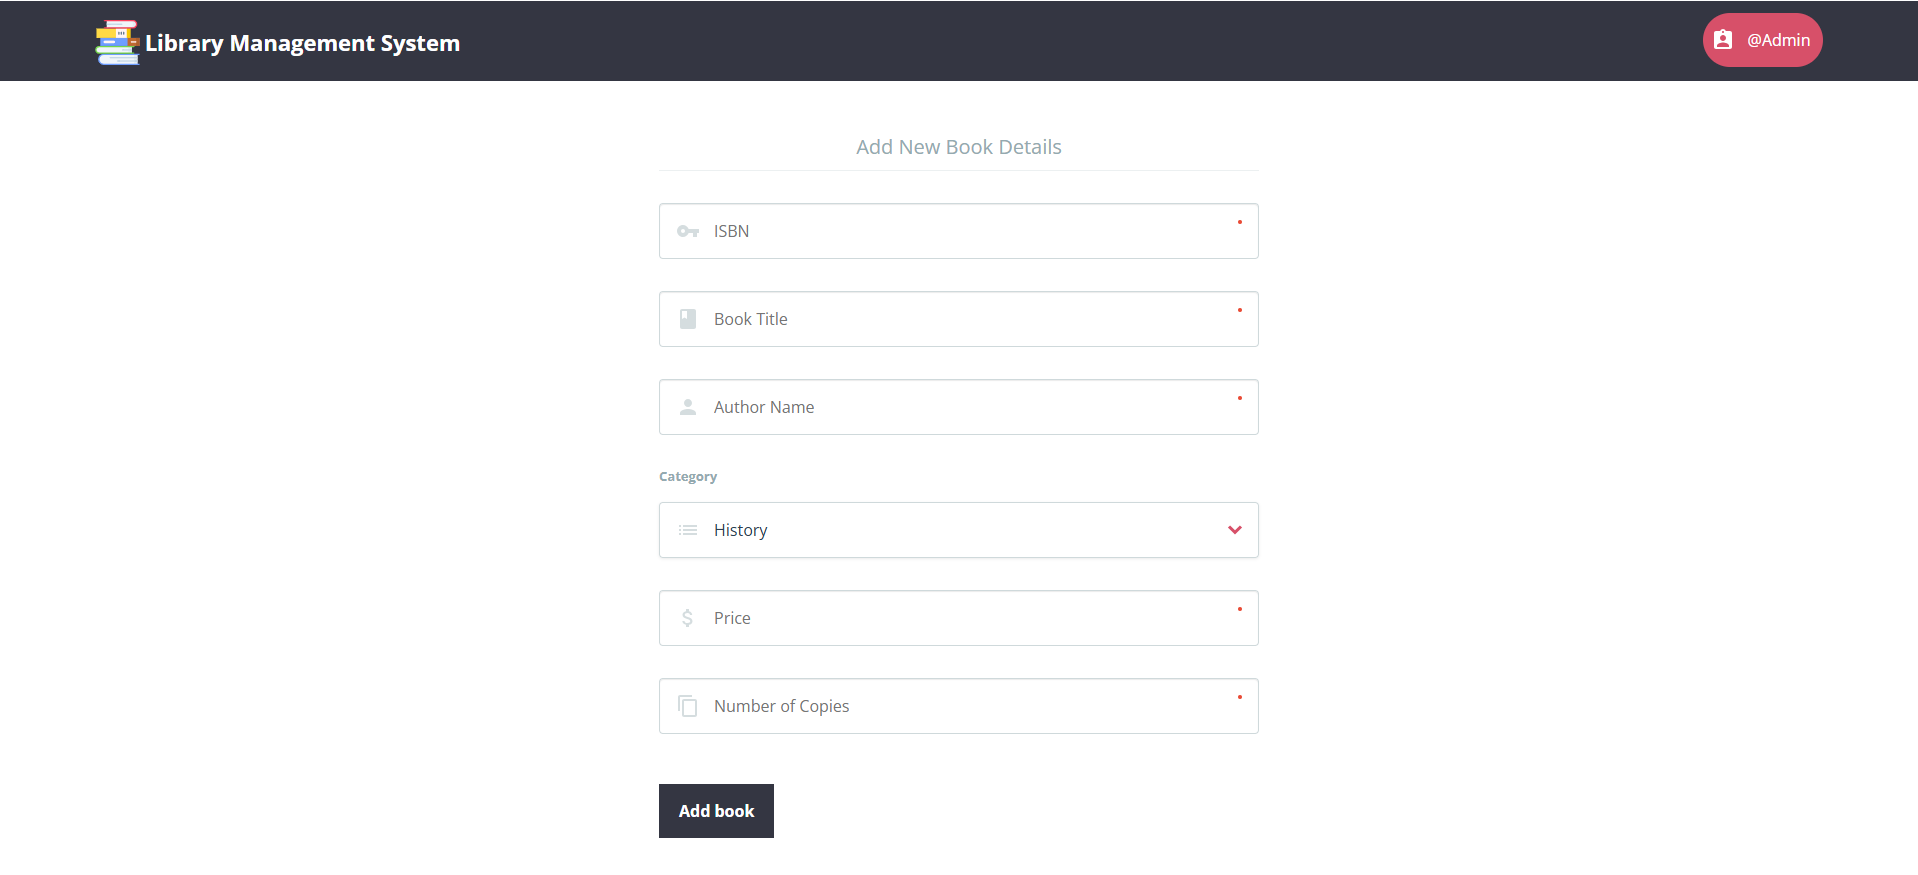 Library Management System
@Admin
Add New Book Details
ISBN
Book Title
Author Name
Category
History
Price
Number of Copies
Add book